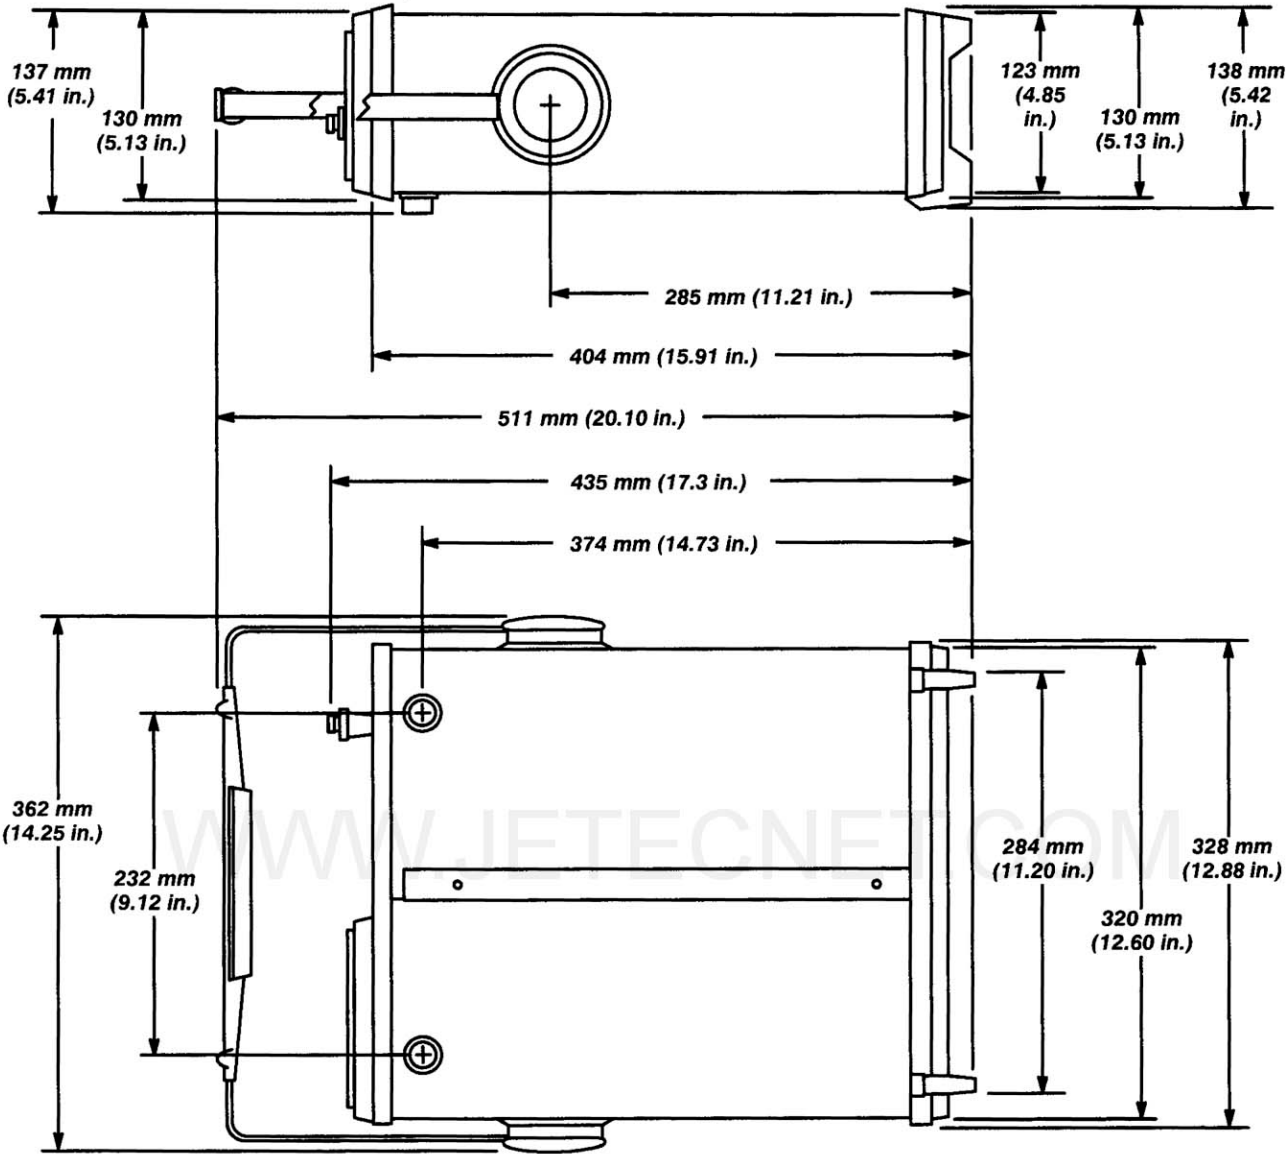 137 mm
(5.41 in.)
130 mm
(5.13 in.)
123 mm
(4.85
in.)
130 mm
(5.13 in.)
138 mm
(5.42
in.)
285 mm (11.21 in.)
404 mm (15.91 in.)
511 mm (20.10 in.)
435 mm (17.3 in.)
374 mm (14.73 in.)
362 mm
(14.25 in.)
232 mm
(9.12 in.)
WWW.JETECNET.COM
284 mm
(11.20 in.)
328 mm
(12.88 in.)
320 mm
(12.60 in.)